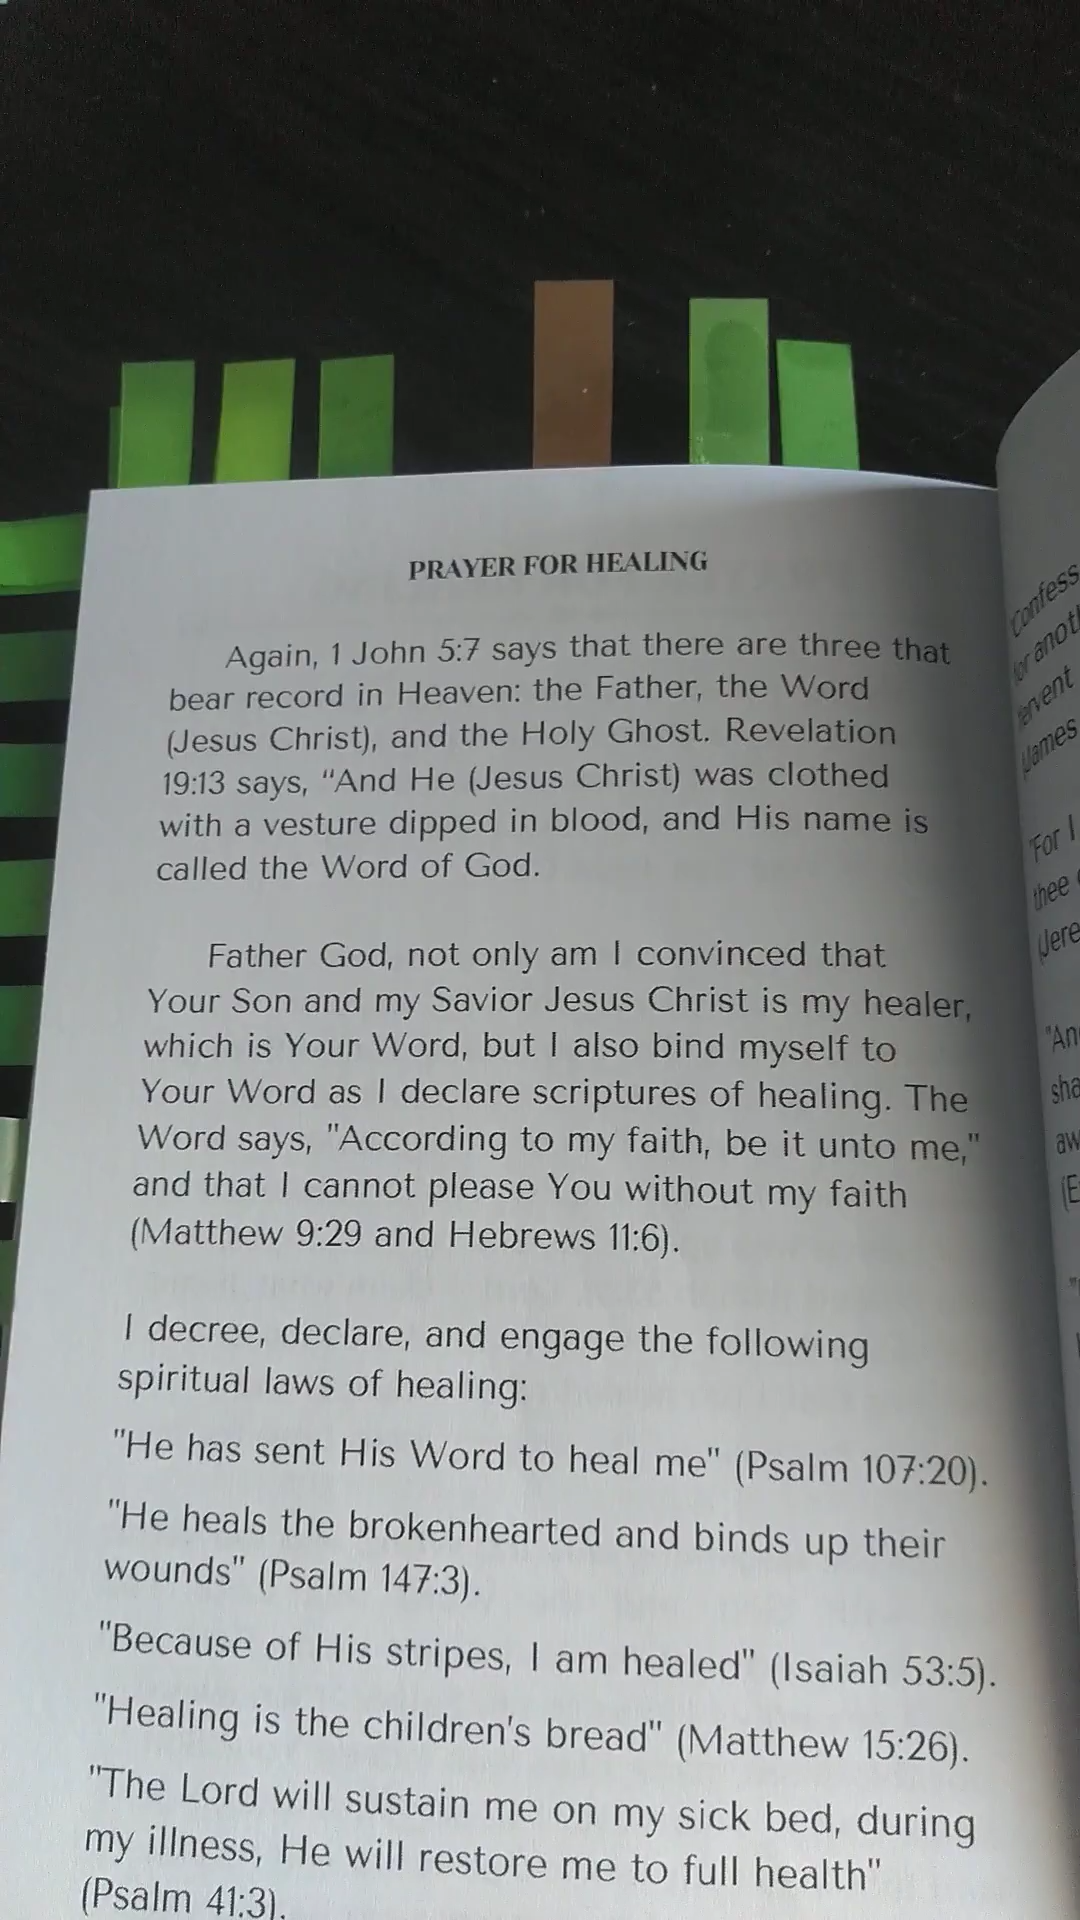 PRAYER FOR HEALING
Again, 1 John 5:7 says that there are three that
bear record in Heaven: the Father, the Word
(Jesus Christ), and the Holy Ghost. Revelation
19:13 says, “And He (Jesus Christ) was clothed
with a vesture dipped in blood, and His name is
called the Word of God.
Father God, not only am I convinced that
Your Son and my Savior Jesus Christ is my healer,
which is Your Word, but I also bind myself to
Your Word as I declare scriptures of healing. The
Word says, "According to my faith, be it unto me,"
and that I cannot please You without my faith
(Matthew 9:29 and Hebrews 11:6).
I decree, declare, and engage the following
spiritual laws of healing:
"He has sent His Word to heal me" (Psalm 107:20).
"He heals the brokenhearted and binds up their
wounds" (Psalm 147:3).
"Because of His stripes, I am healed" (Isaiah 53:5).
"Healing is the children's bread" (Matthew 15:26).
"The Lord will sustain me on my sick bed, during
my illness, He will restore me to full health"
(Psalm 41:3).
"Confess
for
fervent
(James
"For I
thee